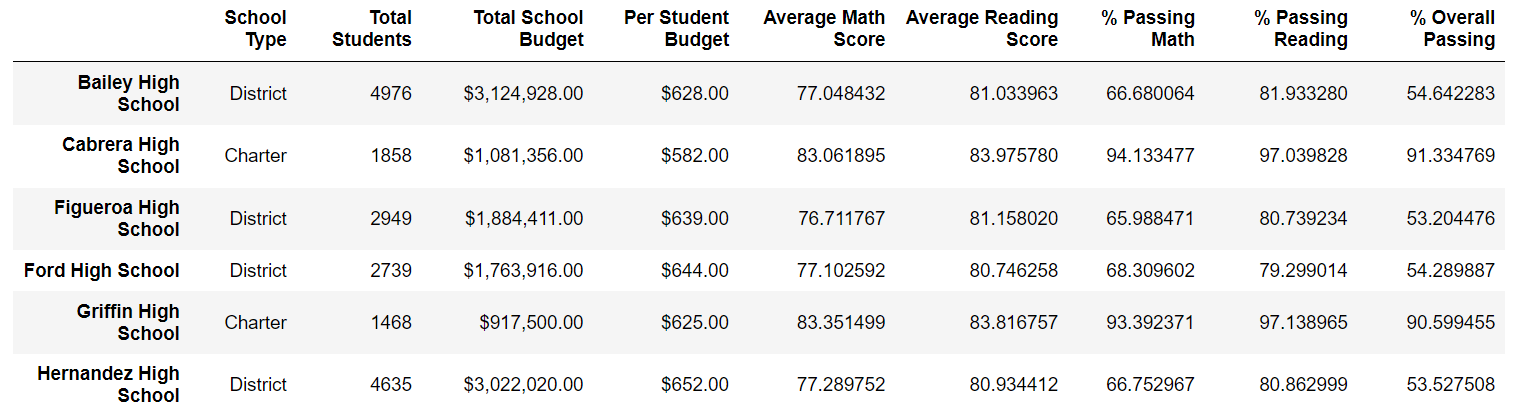 School Type Total Students Total School Budget Per Student Budget Average Math Score Average Reading Score % Passing Math % Passing Reading % Overall Passing
Bailey High School District 4976 $3,124,928.00 $628.00 77.048432 81.033963 66.680064 81.933280 54.642283
Cabrera High School Charter 1858 $1,081,356.00 $582.00 83.061895 83.975780 94.133477 97.039828 91.334769
Figueroa High School District 2949 $1,884,411.00 $639.00 76.711767 81.158020 65.988471 80.739234 53.204476
Ford High School District 2739 $1,763,916.00 $644.00 77.102592 80.746258 68.309602 79.299014 54.289887
Griffin High School Charter 1468 $917,500.00 $625.00 83.351499 83.816757 93.392371 97.138965 90.599455
Hernandez High School District 4635 $3,022,020.00 $652.00 77.289752 80.934412 66.752967 80.862999 53.527508